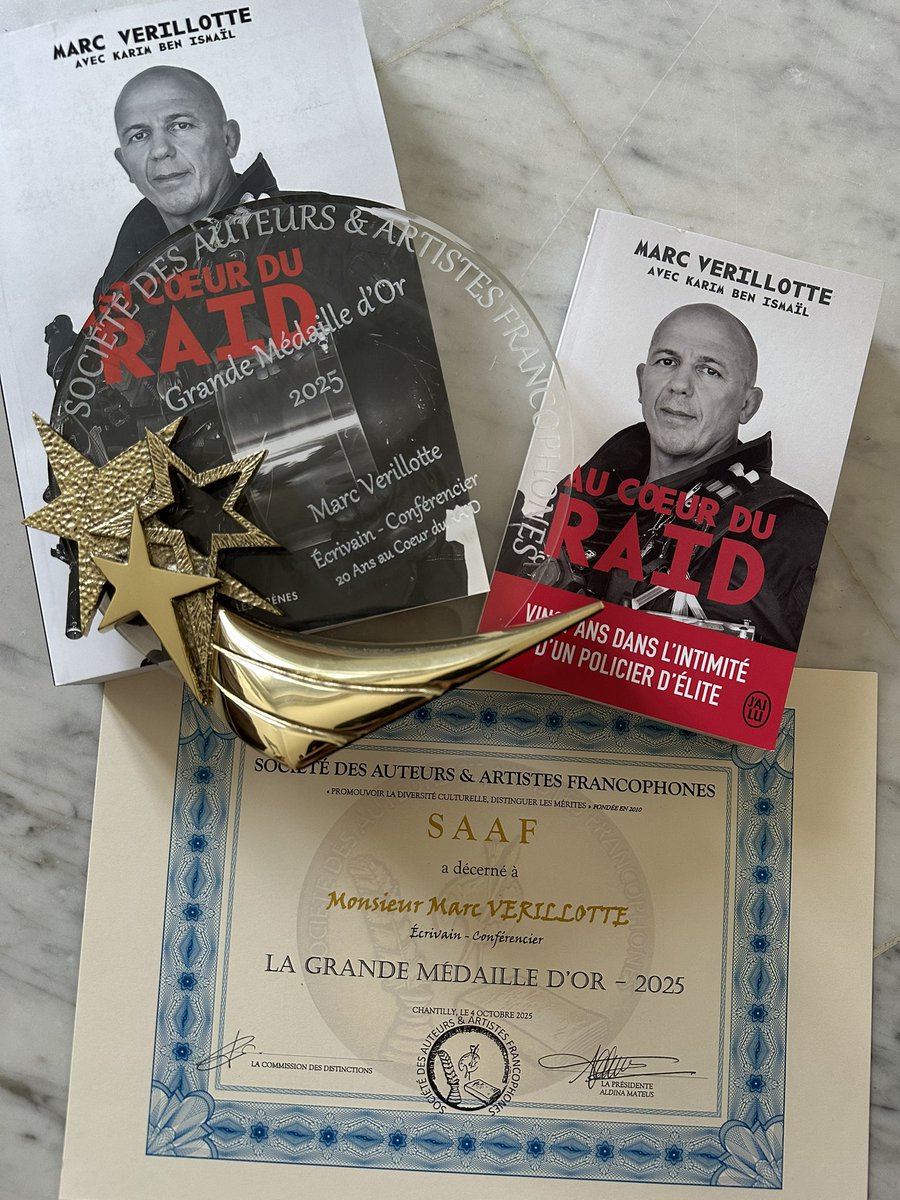 MARC VERILLOTTE
AVEC KARIM BEN ISMAÏL
AU CŒUR DU
RAID
SOCIÉTÉ DES AUTEURS & ARTISTES FRANCOPHONES
Grande Médaille d'Or
2025
Marc Verillotte
Écrivain - Conférencier
20 Ans au Coeur du RAID
MARC VERILLOTTE
AVEC KARIM BEN ISMAÏL
AU CŒUR DU
RAID
VINGT ANS DANS L'INTIMITÉ
D'UN POLICIER D'ÉLITE
J'AI
LU
SOCIÉTÉ DES AUTEURS & ARTISTES FRANCOPHONES
« PROMOUVOIR LA DIVERSITÉ CULTURELLE, DISTINGUER LES MÉRITES » FONDÉE EN 2010
SAAF
a décerné à
Monsieur Marc VERILLOTTE
Écrivain - Conférencier
LA GRANDE MÉDAILLE D'OR – 2025
CHANTILLY, LE 4 OCTOBRE 2025
SOCIÉTÉ DES AUTEURS & ARTISTES FRANCOPHONES
LA COMMISSION DES DISTINCTIONS
LA PRÉSIDENTE
ALDINA MATEUS